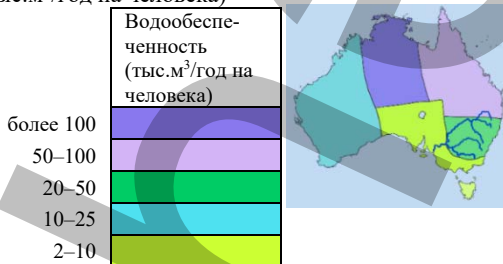 ыс.м³/год на человека)
Водообеспе-
ченность
(тыс.м³/год на
человека)
более 100
50–100
20–50
10–25
2–10